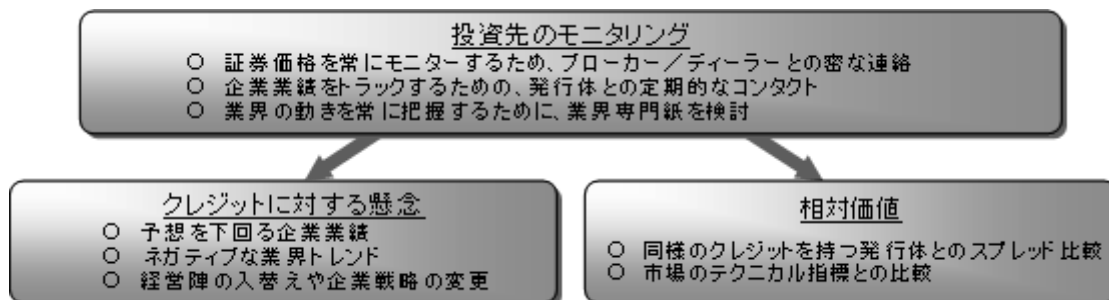 投資先のモニタリング
○ 証券価格を常にモニターするため、ブローカー／ディーラーとの密な連絡
○ 企業業績をトラックするための、発行体との定期的なコンタクト
○ 業界の動きを常に把握するために、業界専門紙を検討
クレジットに対する懸念
○ 予想を下回る企業業績
○ ネガティブな業界トレンド
○ 経営陣の入替えや企業戦略の変更
相対価値
○ 同様のクレジットを持つ発行体とのスプレッド比較
○ 市場のテクニカル指標との比較